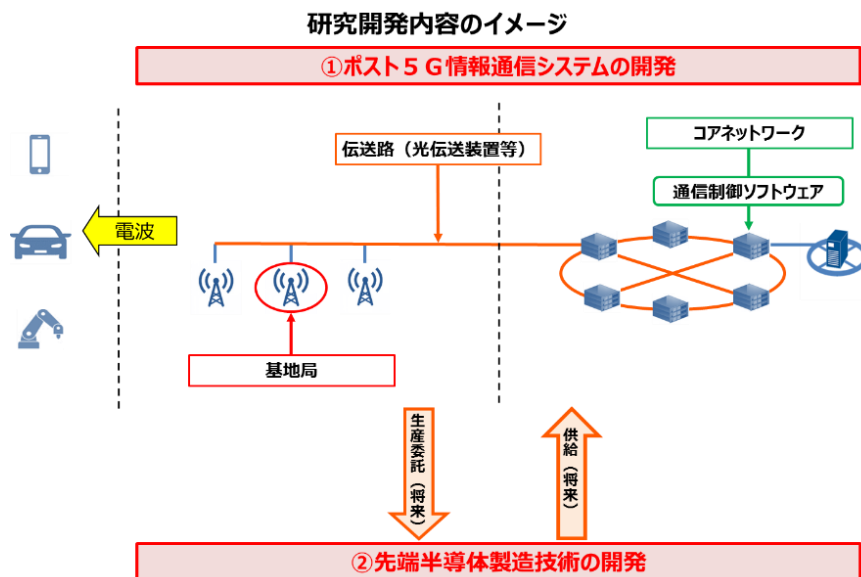 研究開発内容のイメージ
①ポスト５Ｇ情報通信システムの開発
コアネットワーク
伝送路（光伝送装置等）
通信制御ソフトウェア
電波
基地局
生産委託（将来）
供給（将来）
②先端半導体製造技術の開発